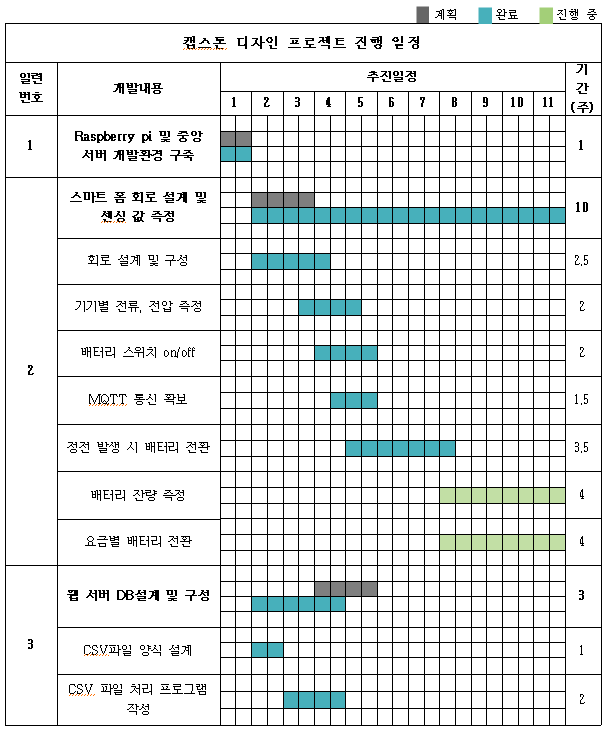 계획 완료 진행 중
캡스톤 디자인 프로젝트 진행 일정
일련
번호
개발내용
추진일정
기
간
(주)
1 2 3 4 5 6 7 8 9 10 11
1
Raspberry pi 및 중앙
서버 개발환경 구축
1
2
스마트 홈 회로 설계 및
센싱 값 측정
10
회로 설계 및 구성
2.5
기기별 전류, 전압 측정
2
배터리 스위치 on/off
2
MQTT 통신 확보
1.5
정전 발생 시 배터리 전환
3.5
배터리 잔량 측정
4
요금별 배터리 전환
4
3
웹 서버 DB설계 및 구성
3
CSV파일 양식 설계
1
CSV 파일 처리 프로그램
작성
2